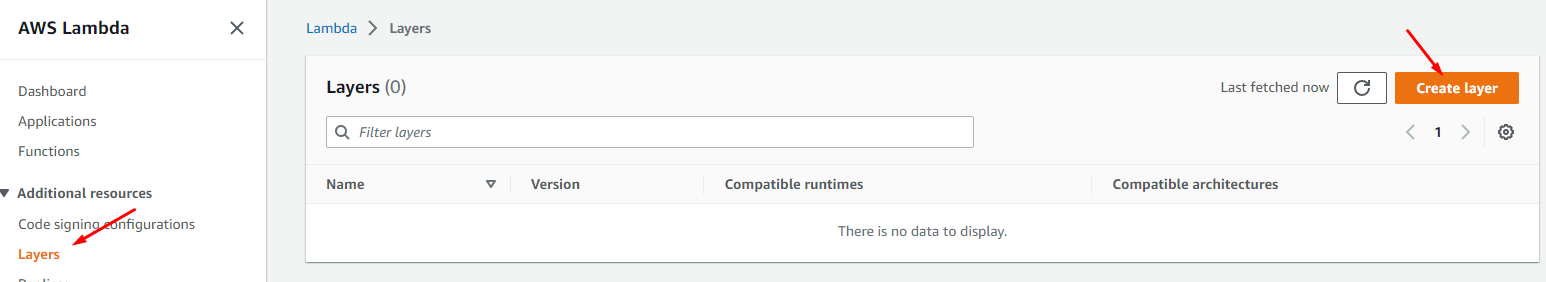 AWS Lambda
Dashboard
Applications
Functions
Additional resources
Code signing configurations
Layers
Lambda > Layers
Layers (0)
Last fetched now
Create layer
Filter layers
1
Name
Version
Compatible runtimes
Compatible architectures
There is no data to display.